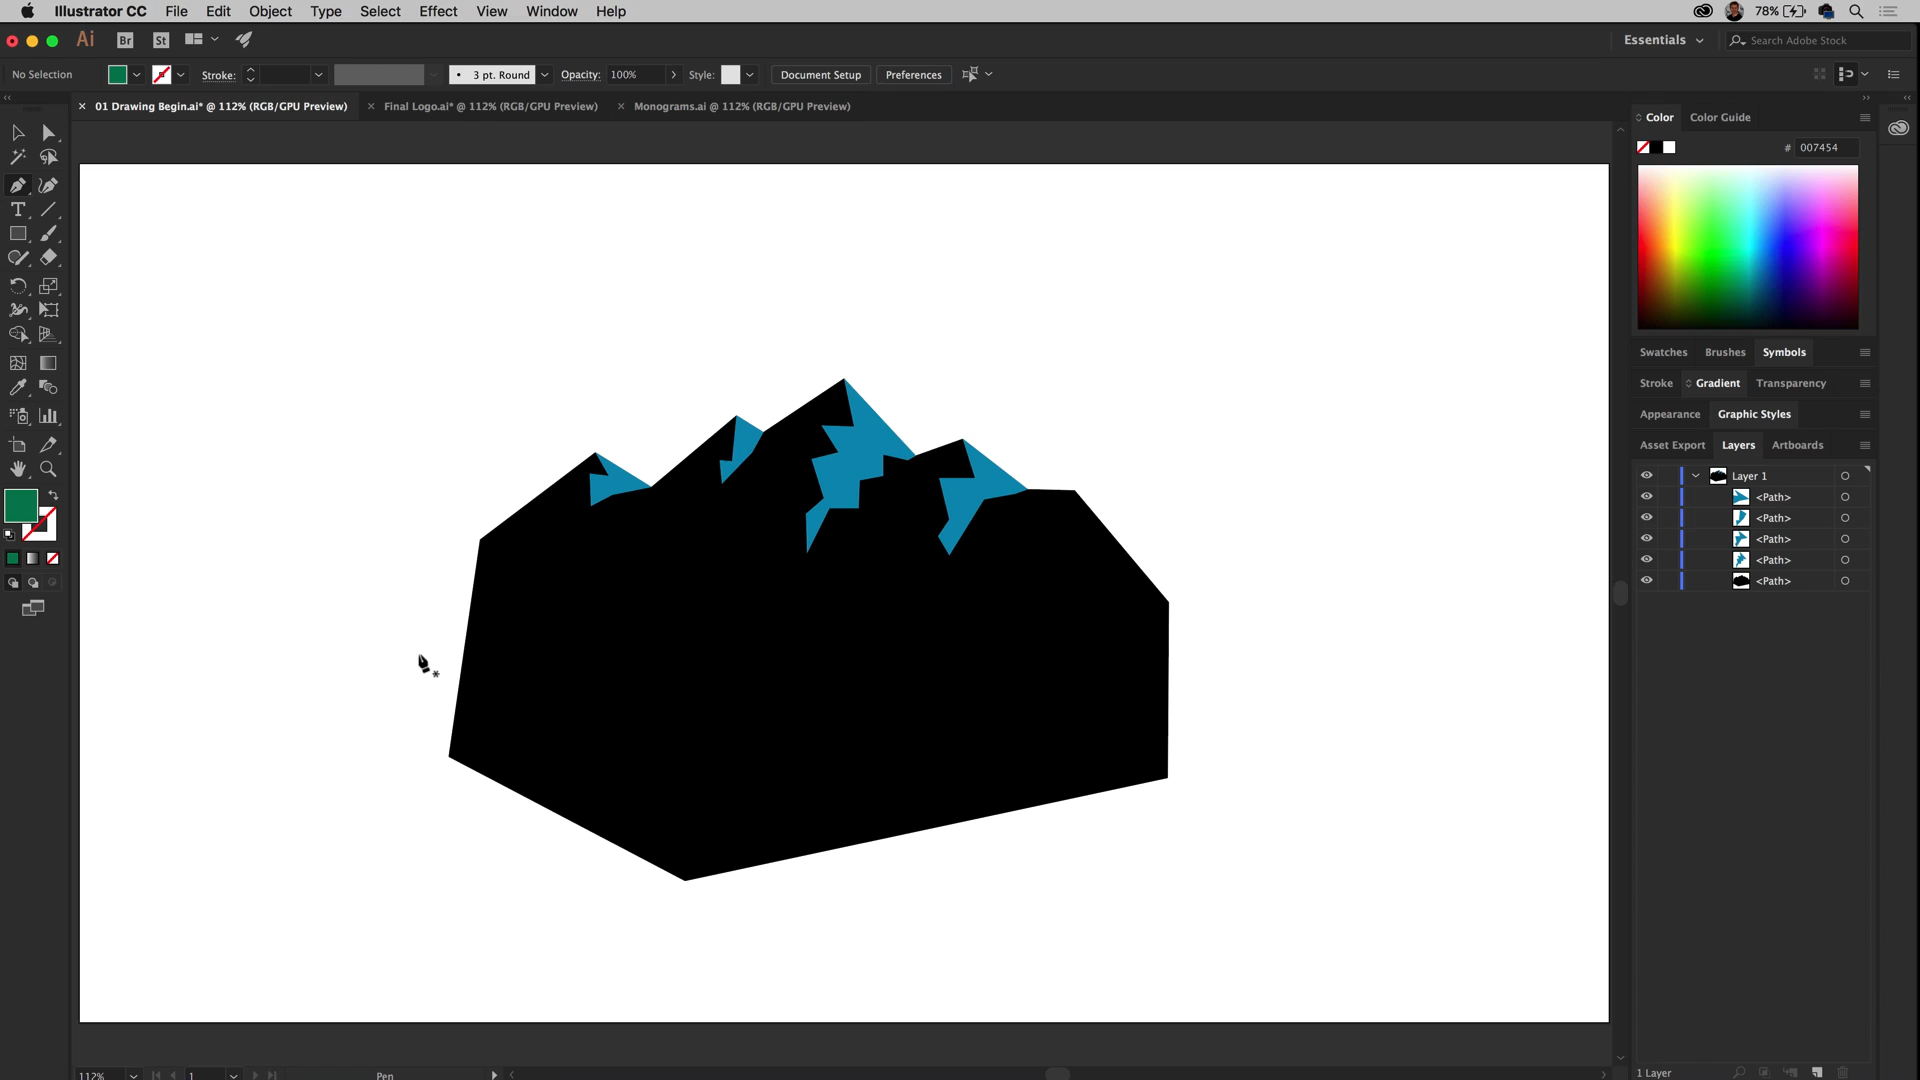 Illustrator CC File Edit Object Type Select Effect View Window Help 78%
Ai Br St Essentials Search Adobe Stock
No Selection Stroke: 3 pt. Round Opacity: 100% Style: Document Setup Preferences
01 Drawing Begin.ai* @ 112% (RGB/GPU Preview) Final Logo.ai* @ 112% (RGB/GPU Preview) Monograms.ai @ 112% (RGB/GPU Preview)
Color Color Guide
# 007454
Swatches Brushes Symbols
Stroke Gradient Transparency
Appearance Graphic Styles
Asset Export Layers Artboards
Layer 1
<Path>
<Path>
<Path>
<Path>
<Path>
112% 1 Pen 1 Layer